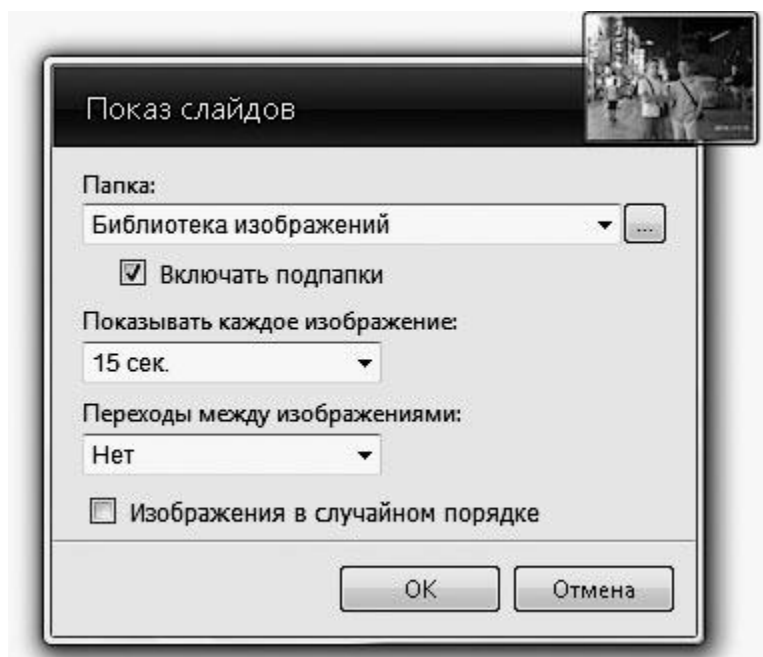 Показ слайдов
Папка:
Библиотека изображений
...
Включать подпапки
Показывать каждое изображение:
15 сек.
Переходы между изображениями:
Нет
Изображения в случайном порядке
ОК
Отмена